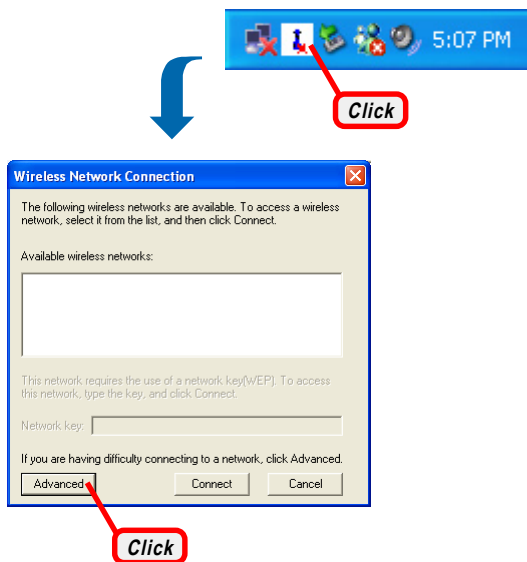 5:07 PM
Click
Wireless Network Connection
The following wireless networks are available. To access a wireless
network, select it from the list, and then click Connect.
Available wireless networks:
This network requires the use of a network key(WEP). To access
this network, type the key, and click Connect.
Network key:
If you are having difficulty connecting to a network, click Advanced.
Advanced Connect Cancel
Click